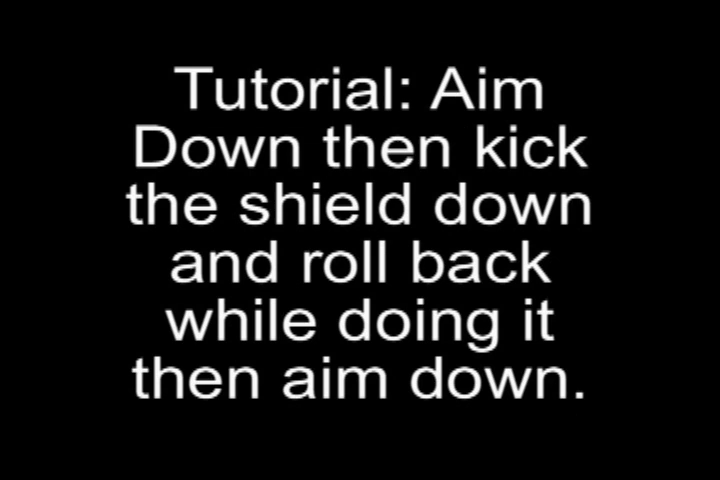 Tutorial: Aim
Down then kick
the shield down
and roll back
while doing it
then aim down.